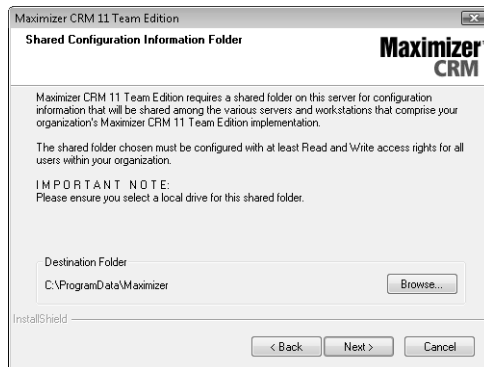 Maximizer CRM 11 Team Edition
Shared Configuration Information Folder
Maximizer
CRM
Maximizer CRM 11 Team Edition requires a shared folder on this server for configuration
information that will be shared among the various servers and workstations that comprise your
organization's Maximizer CRM 11 Team Edition implementation.
The shared folder chosen must be configured with at least Read and Write access rights for all
users within your organization.
I M P O R T A N T   N O T E:
Please ensure you select a local drive for this shared folder.
Destination Folder
C:\ProgramData\Maximizer
Browse...
InstallShield
< Back
Next >
Cancel